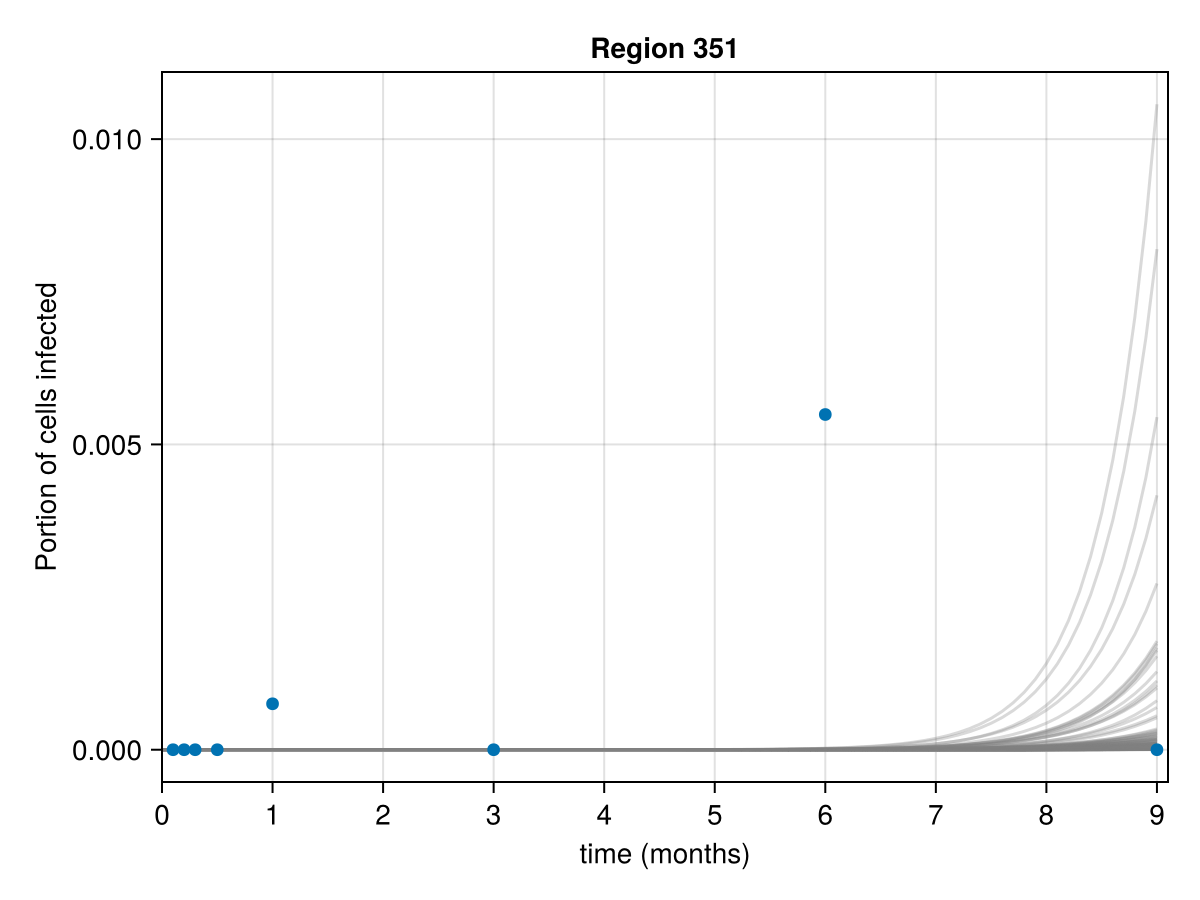 Region 351
Portion of cells infected
0.010
0.005
0.000
0 1 2 3 4 5 6 7 8 9
time (months)